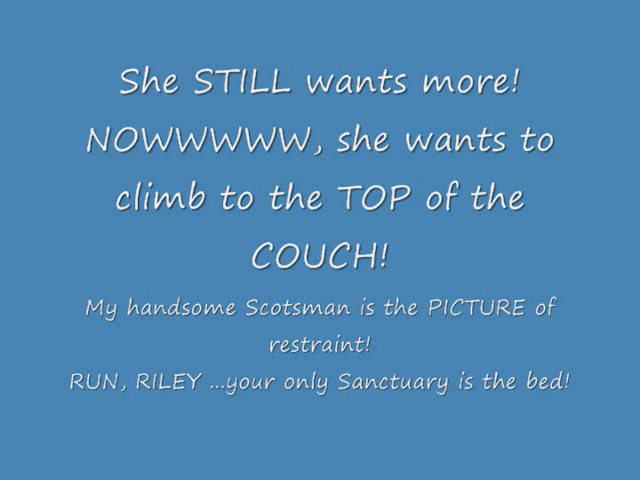 She STILL wants more!
NOWWWWW, she wants to
climb to the TOP of the
COUCH!
My handsome Scotsman is the PICTURE of
restraint!
RUN, RILEY ...your only Sanctuary is the bed!